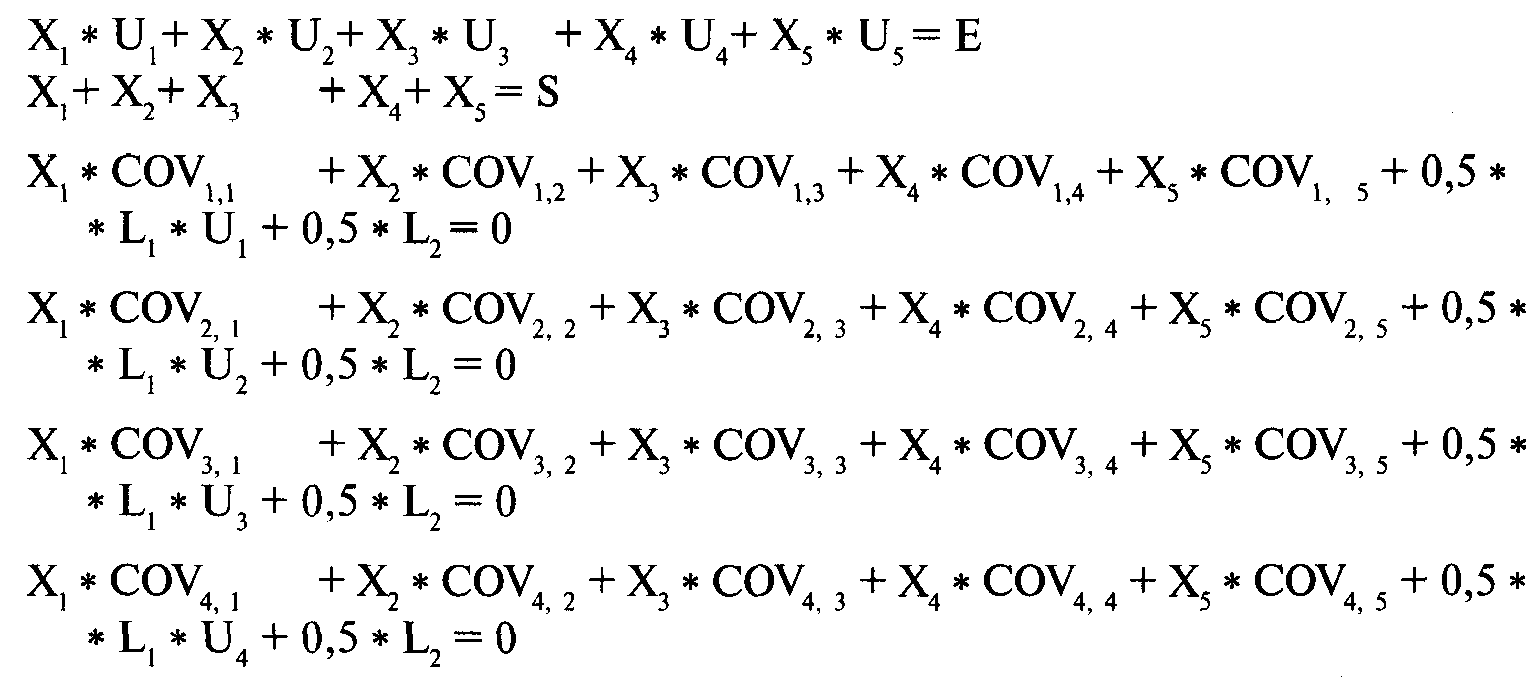 X₁ * U₁+ X₂ * U₂+ X₃ * U₃ + X₄ * U₄+ X₅ * U₅= E
X₁+ X₂+ X₃ + X₄+ X₅= S
X₁ * COV₁,₁ + X₂ * COV₁,₂ + X₃ * COV₁,₃ + X₄ * COV₁,₄ + X₅ * COV₁, ₅ + 0,5 *
* L₁ * U₁ + 0,5 * L₂ = 0
X₁ * COV₂, ₁ + X₂ * COV₂, ₂ + X₃ * COV₂, ₃ + X₄ * COV₂, ₄ + X₅ * COV₂, ₅ + 0,5 *
* L₁ * U₂ + 0,5 * L₂ = 0
X₁ * COV₃, ₁ + X₂ * COV₃, ₂ + X₃ * COV₃, ₃ + X₄ * COV₃, ₄ + X₅ * COV₃, ₅ + 0,5 *
* L₁ * U₃ + 0,5 * L₂ = 0
X₁ * COV₄, ₁ + X₂ * COV₄, ₂ + X₃ * COV₄, ₃ + X₄ * COV₄, ₄ + X₅ * COV₄, ₅ + 0,5 *
* L₁ * U₄ + 0,5 * L₂ = 0